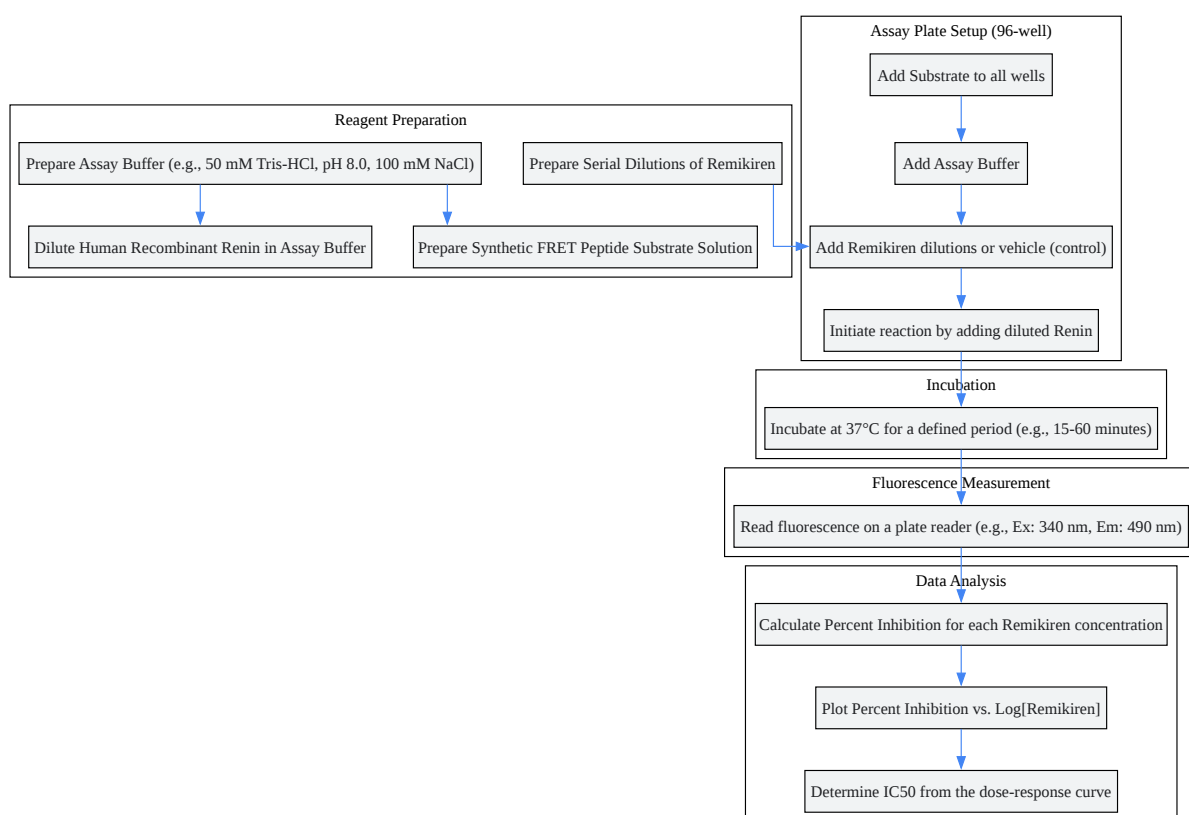 Reagent Preparation
Prepare Assay Buffer (e.g., 50 mM Tris-HCl, pH 8.0, 100 mM NaCl)
Prepare Serial Dilutions of Remikiren
Dilute Human Recombinant Renin in Assay Buffer
Prepare Synthetic FRET Peptide Substrate Solution
Assay Plate Setup (96-well)
Add Substrate to all wells
Add Assay Buffer
Add Remikiren dilutions or vehicle (control)
Initiate reaction by adding diluted Renin
Incubation
Incubate at 37°C for a defined period (e.g., 15-60 minutes)
Fluorescence Measurement
Read fluorescence on a plate reader (e.g., Ex: 340 nm, Em: 490 nm)
Data Analysis
Calculate Percent Inhibition for each Remikiren concentration
Plot Percent Inhibition vs. Log[Remikiren]
Determine IC50 from the dose-response curve